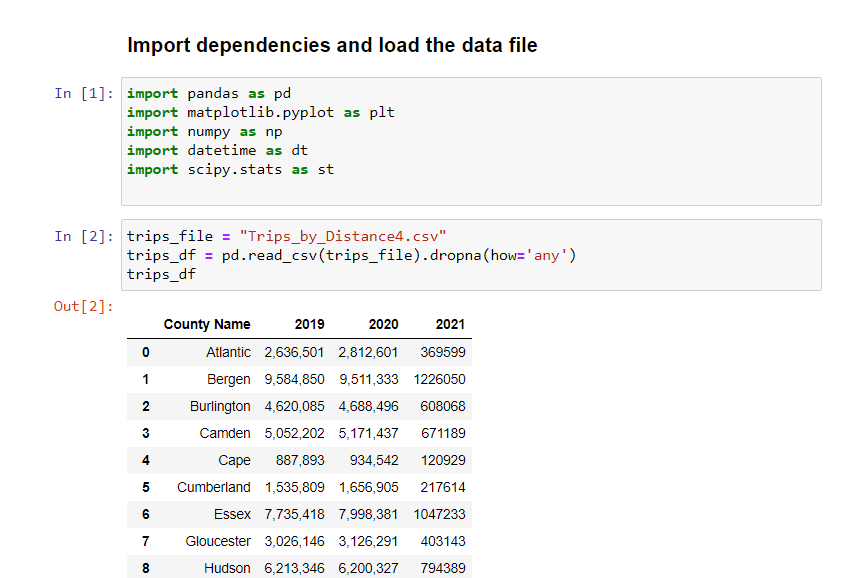 Import dependencies and load the data file
In [1]: import pandas as pd
import matplotlib.pyplot as plt
import numpy as np
import datetime as dt
import scipy.stats as st
In [2]: trips_file = "Trips_by_Distance4.csv"
trips_df = pd.read_csv(trips_file).dropna(how='any')
trips_df
Out[2]:
County Name 2019 2020 2021
0 Atlantic 2,636,501 2,812,601 369599
1 Bergen 9,584,850 9,511,333 1226050
2 Burlington 4,620,085 4,688,496 608068
3 Camden 5,052,202 5,171,437 671189
4 Cape 887,893 934,542 120929
5 Cumberland 1,535,809 1,656,905 217614
6 Essex 7,735,418 7,998,381 1047233
7 Gloucester 3,026,146 3,126,291 403143
8 Hudson 6,213,346 6,200,327 794389